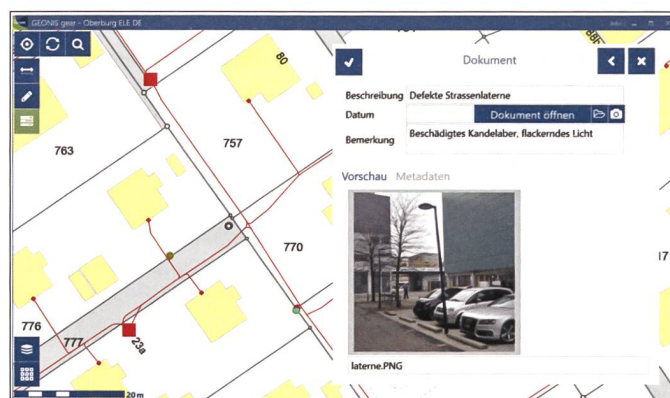 GEONIS gear - Oberburg ELE DE
80
88b
Dokument
Beschreibung Defekte Strassenlaterne
Datum Dokument öffnen
Bemerkung Beschädigtes Kandelaber, flackerndes Licht
763
757
Vorschau Metadaten
770
776
777
23a
laterne.PNG
20 m